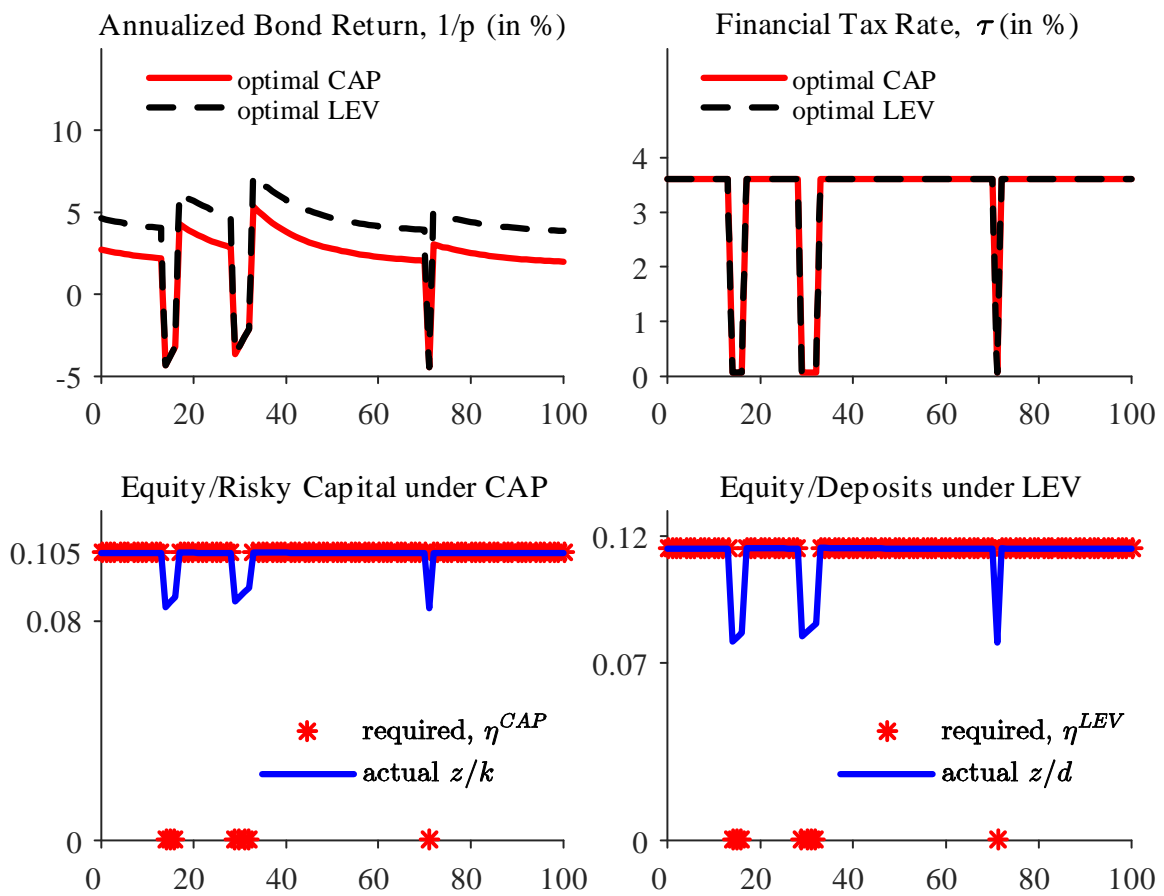 Annualized Bond Return, 1/p (in %)
optimal CAP
optimal LEV
10
5
0
-5
0 20 40 60 80 100
Financial Tax Rate, τ (in %)
optimal CAP
optimal LEV
4
3
2
1
0
0 20 40 60 80 100
Equity/Risky Capital under CAP
0.105
0.08
required, η^CAP
actual z/k
0
0 20 40 60 80 100
Equity/Deposits under LEV
0.12
0.07
required, η^LEV
actual z/d
0
0 20 40 60 80 100